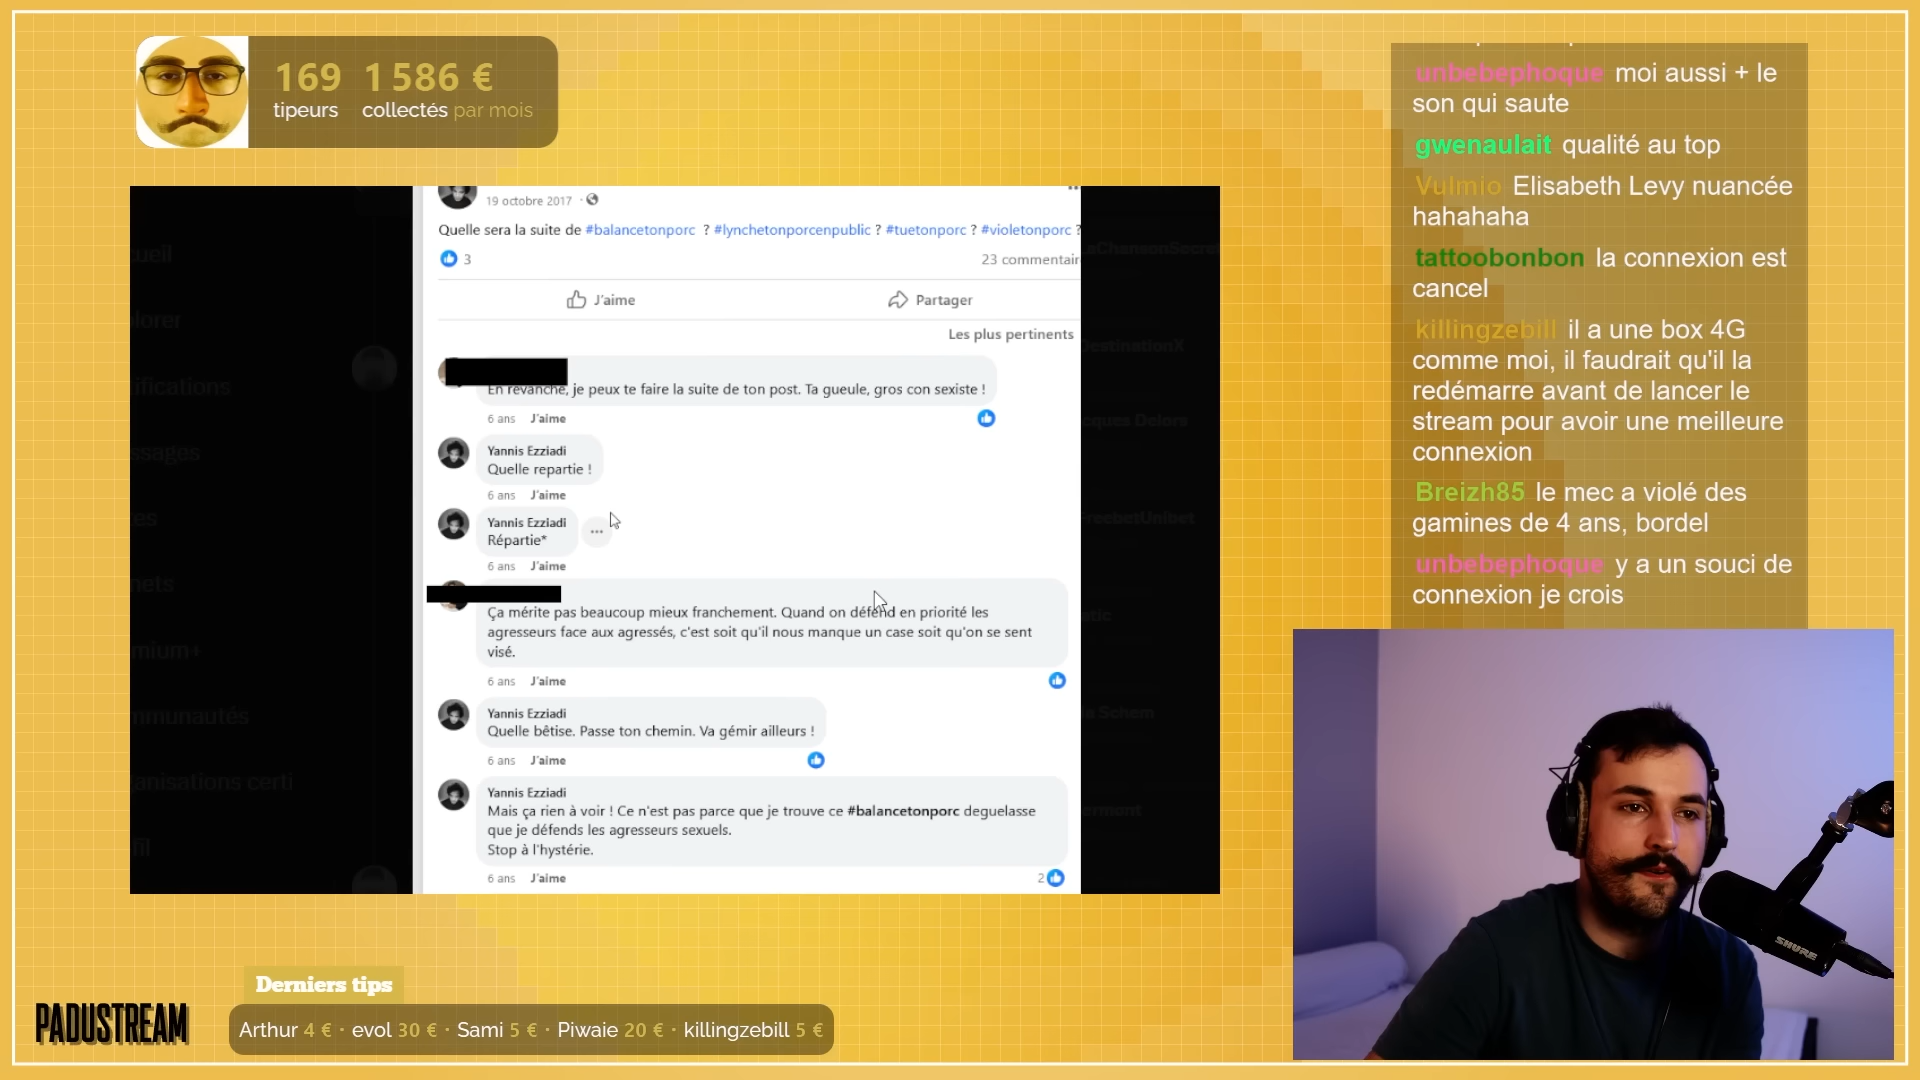 169 1 586 €
tipeurs collectés par mois
19 octobre 2017
Quelle sera la suite de #balancetonporc ? #lynchetonporcenpublic ? #tuetonporc ? #violetonporc ?
3
23 commentair
J'aime
Partager
Les plus pertinents
En revanche, je peux te faire la suite de ton post. Ta gueule, gros con sexiste !
6 ans J'aime
Yannis Ezziadi
Quelle repartie !
6 ans J'aime
Yannis Ezziadi
Répartie*
6 ans J'aime
Ça mérite pas beaucoup mieux franchement. Quand on défend en priorité les
agresseurs face aux agressés, c'est soit qu'il nous manque un case soit qu'on se sent
visé.
6 ans J'aime
Yannis Ezziadi
Quelle bêtise. Passe ton chemin. Va gémir ailleurs !
6 ans J'aime
Yannis Ezziadi
Mais ça rien à voir ! Ce n'est pas parce que je trouve ce #balancetonporc deguelasse
que je défends les agresseurs sexuels.
Stop à l'hystérie.
6 ans J'aime
2
unbebephoque moi aussi + le
son qui saute
gwenaulait qualité au top
Vulmio Elisabeth Levy nuancée
hahahaha
tattoobonbon la connexion est
cancel
killingzebill il a une box 4G
comme moi, il faudrait qu'il la
redémarre avant de lancer le
stream pour avoir une meilleure
connexion
Breizh85 le mec a violé des
gamines de 4 ans, bordel
unbebephoque y a un souci de
connexion je crois
SHURE
Derniers tips
PADUSTREAM
Arthur 4 € · evol 30 € · Sami 5 € · Piwaie 20 € · killingzebill 5 €